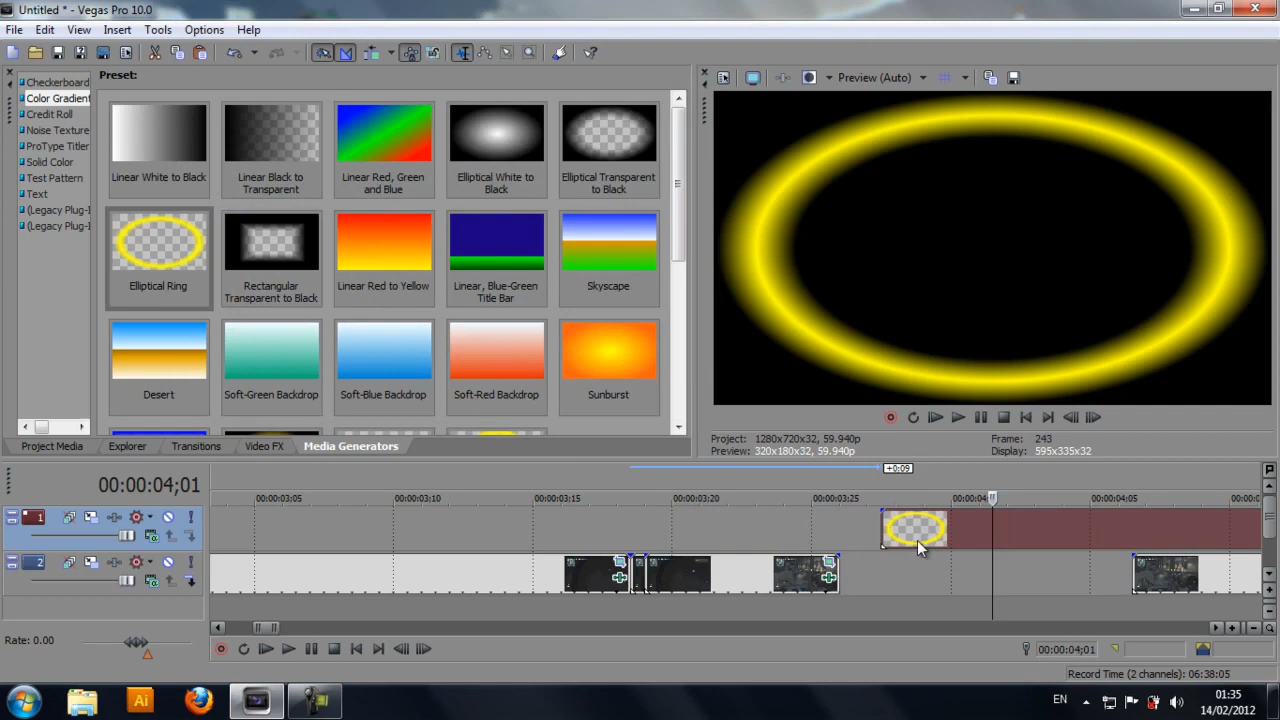 Untitled * - Vegas Pro 10.0
File Edit View Insert Tools Options Help
Preset:
Checkerboard
Color Gradient
Credit Roll
Noise Texture
ProType Titler
Solid Color
Test Pattern
Text
(Legacy Plug-I
(Legacy Plug-I
Linear White to Black
Linear Black to Transparent
Linear Red, Green and Blue
Elliptical White to Black
Elliptical Transparent to Black
Elliptical Ring
Rectangular Transparent to Black
Linear Red to Yellow
Linear, Blue-Green Title Bar
Skyscape
Desert
Soft-Green Backdrop
Soft-Blue Backdrop
Soft-Red Backdrop
Sunburst
Project Media Explorer Transitions Video FX Media Generators
Preview (Auto)
Project: 1280x720x32, 59.940p
Preview: 320x180x32, 59.940p
Frame: 243
Display: 595x335x32
+0:09
00:00:04;01
00:00:03;05 00:00:03;10 00:00:03;15 00:00:03;20 00:00:03;25 00:00:04 00:00:04;05 00:00:0
1
2
Rate: 0.00
00:00:04;01
Record Time (2 channels): 06:38:05
Ai
EN
01:35
14/02/2012